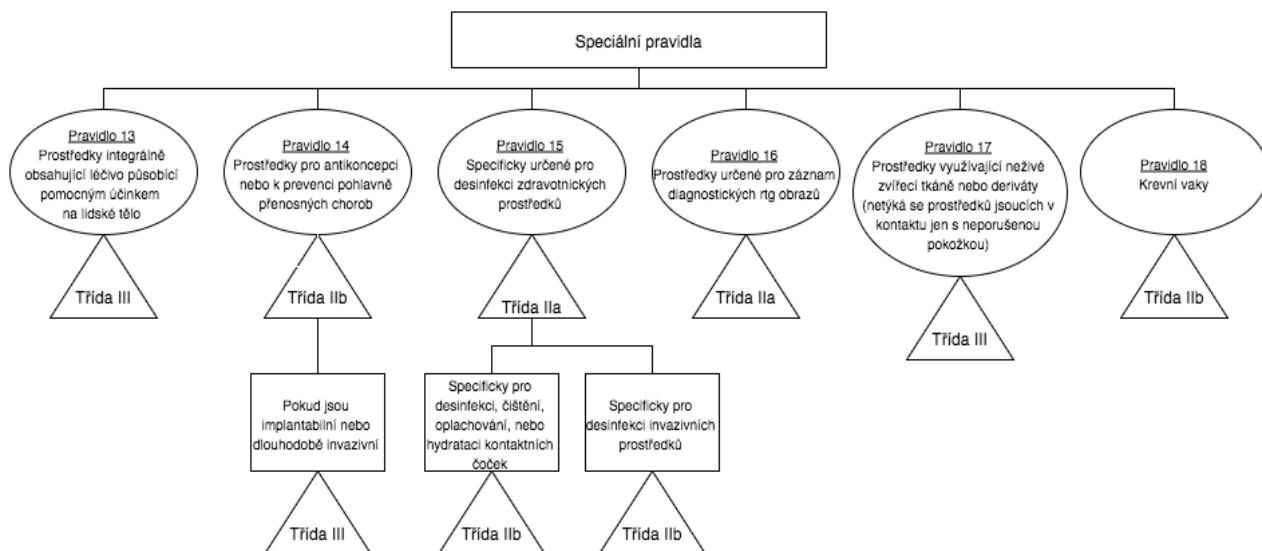 Speciální pravidla
Pravidlo 13
Prostředky integrálně
obsahující léčivo působící
pomocným účinkem
na lidské tělo
Třída III
Pravidlo 14
Prostředky pro antikoncepci
nebo k prevenci pohlavně
přenosných chorob
Třída IIb
Pokud jsou
implantabilní nebo
dlouhodobě invazivní
Třída III
Pravidlo 15
Specificky určené pro
desinfekci zdravotnických
prostředků
Třída IIa
Specificky pro
desinfekci, čištění,
oplachování, nebo
hydrataci kontaktních
čoček
Třída IIb
Specificky pro
desinfekci invazivních
prostředků
Třída IIb
Pravidlo 16
Prostředky určené pro záznam
diagnostických rtg obrazů
Třída IIa
Pravidlo 17
Prostředky využívající neživé
zvířecí tkáně nebo deriváty
(netýká se prostředků jsoucích v
kontaktu jen s neporušenou
pokožkou)
Třída III
Pravidlo 18
Krevní vaky
Třída IIb